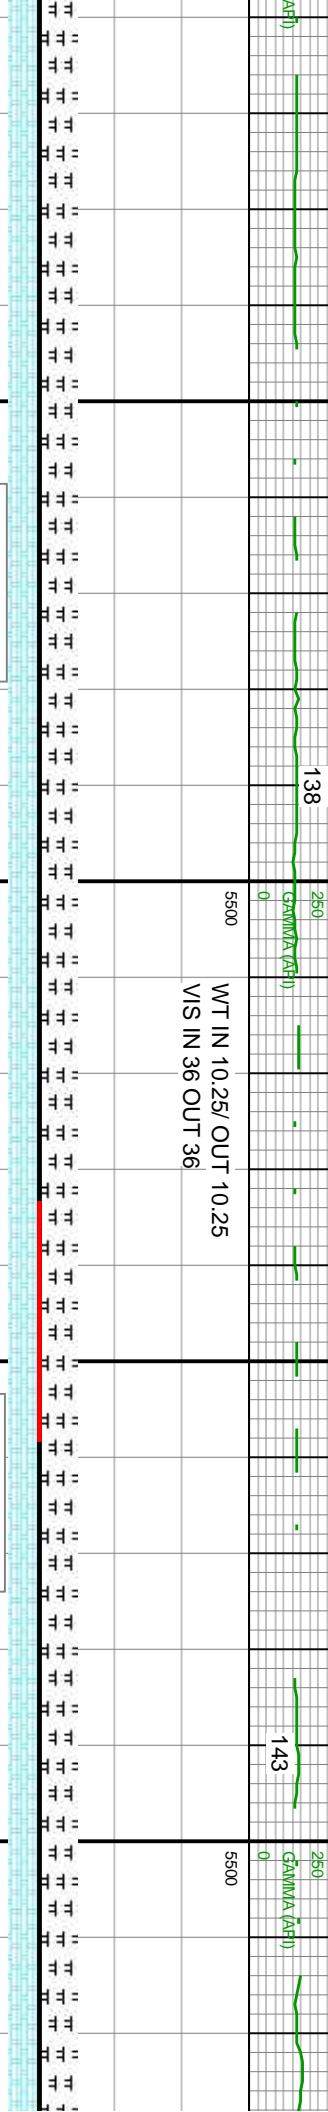 API)
138
250
GAMMA (API)
0
5500
WT IN 10.25/ OUT 10.25
VIS IN 36 OUT 36
143
250
GAMMA (API)
0
5500